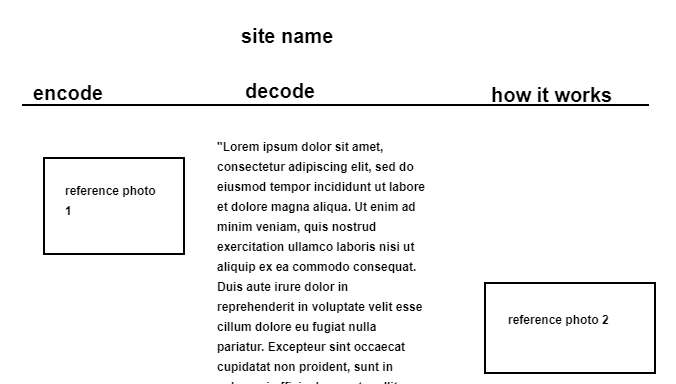 site name
encode
decode
how it works
reference photo
1
"Lorem ipsum dolor sit amet,
consectetur adipiscing elit, sed do
eiusmod tempor incididunt ut labore
et dolore magna aliqua. Ut enim ad
minim veniam, quis nostrud
exercitation ullamco laboris nisi ut
aliquip ex ea commodo consequat.
Duis aute irure dolor in
reprehenderit in voluptate velit esse
cillum dolore eu fugiat nulla
pariatur. Excepteur sint occaecat
cupidatat non proident, sunt in
reference photo 2